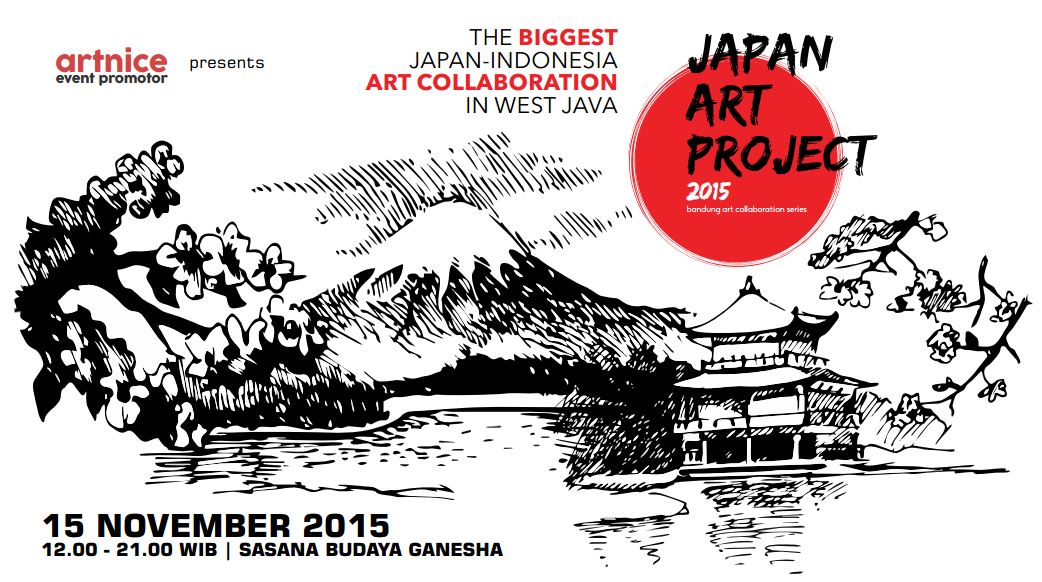 artnice
event promotor
presents
THE BIGGEST
JAPAN-INDONESIA
ART COLLABORATION
IN WEST JAVA
JAPAN
ART
PROJECT
2015
bandung art collaboration series
15 NOVEMBER 2015
12.00 - 21.00 WIB | SASANA BUDAYA GANESHA